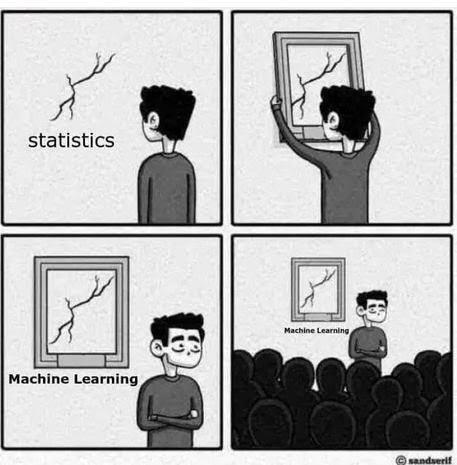 statistics
Machine Learning
Machine Learning
© sandserif